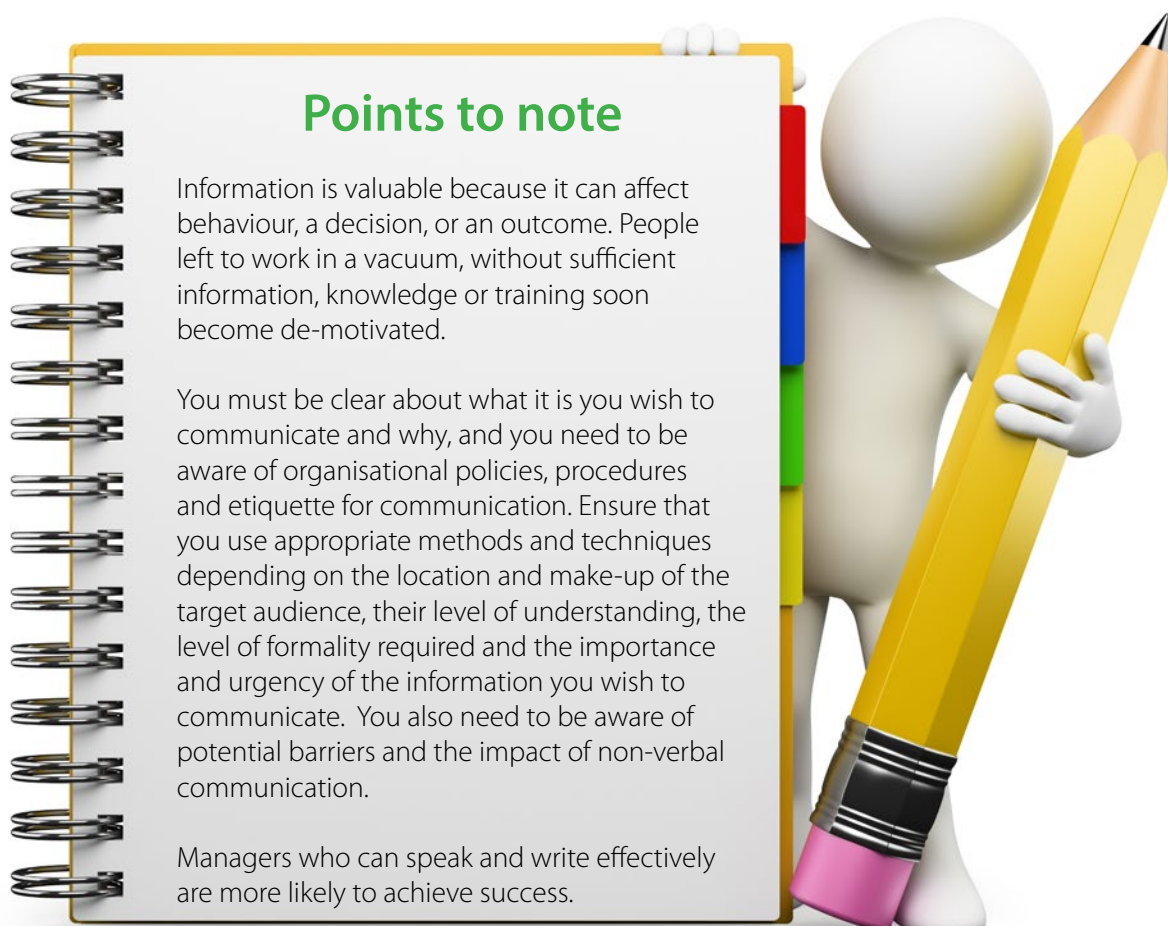 Points to note
Information is valuable because it can affect
behaviour, a decision, or an outcome. People
left to work in a vacuum, without sufficient
information, knowledge or training soon
become de-motivated.
You must be clear about what it is you wish to
communicate and why, and you need to be
aware of organisational policies, procedures
and etiquette for communication. Ensure that
you use appropriate methods and techniques
depending on the location and make-up of the
target audience, their level of understanding, the
level of formality required and the importance
and urgency of the information you wish to
communicate.  You also need to be aware of
potential barriers and the impact of non-verbal
communication.
Managers who can speak and write effectively
are more likely to achieve success.